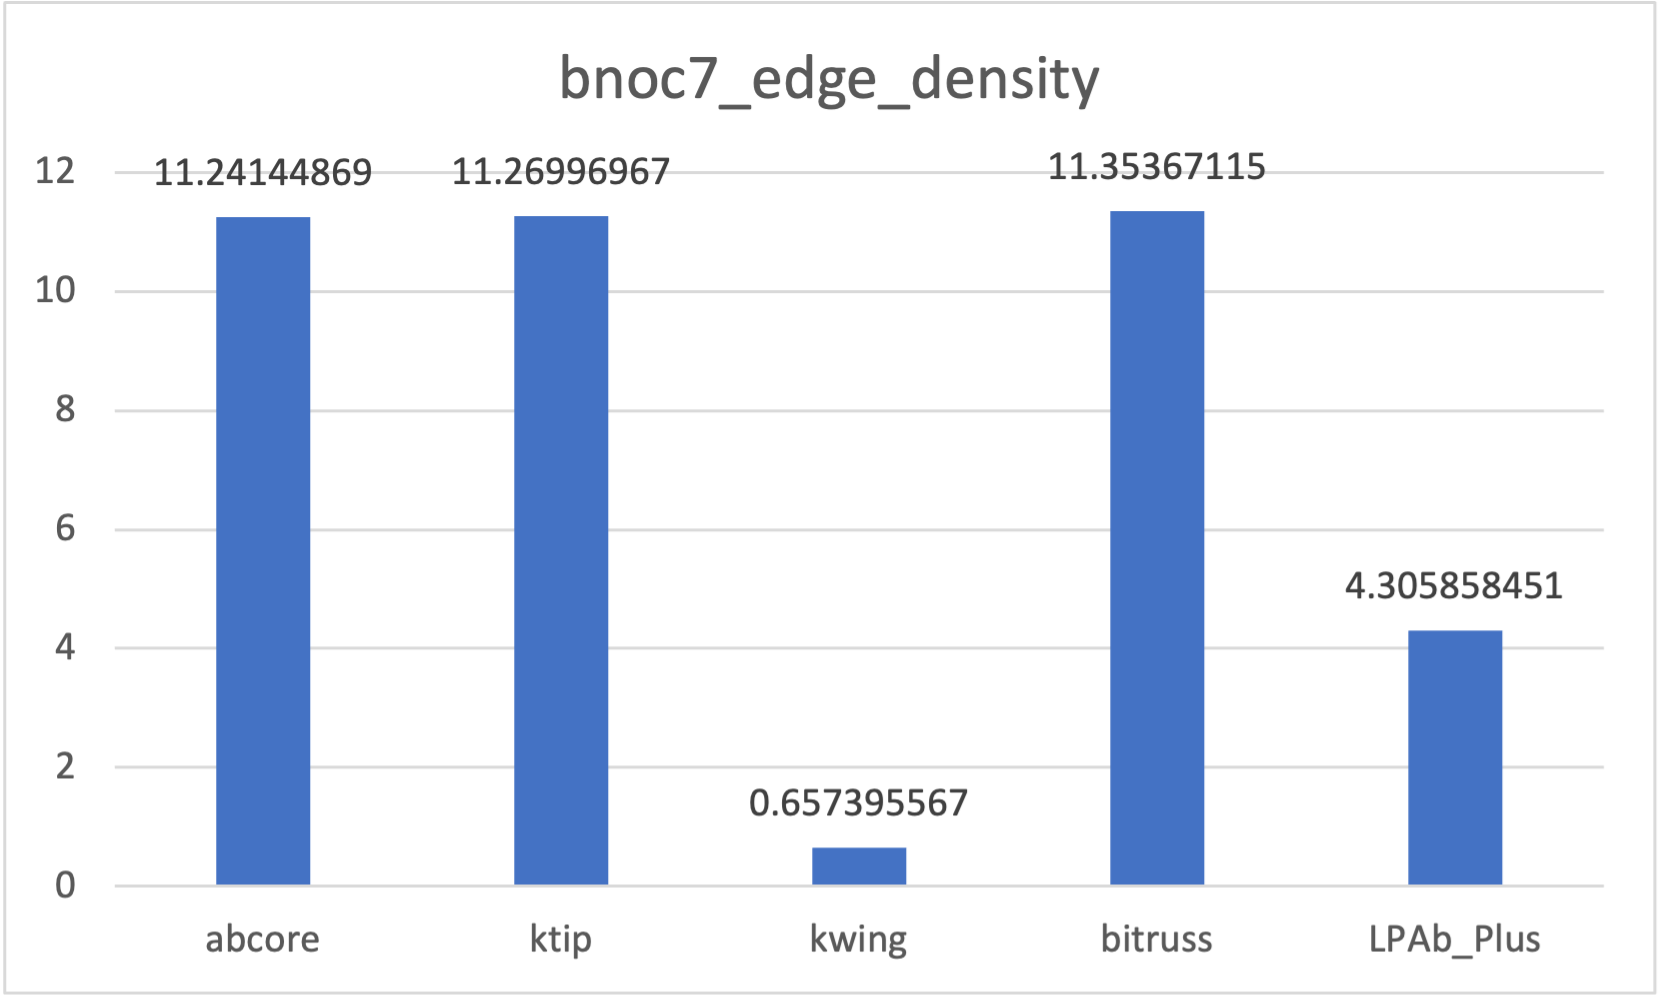 bnoc7_edge_density
12
10
8
6
4
2
0
11.24144869
11.26996967
0.657395567
11.35367115
4.305858451
abcore
ktip
kwing
bitruss
LPAb_Plus